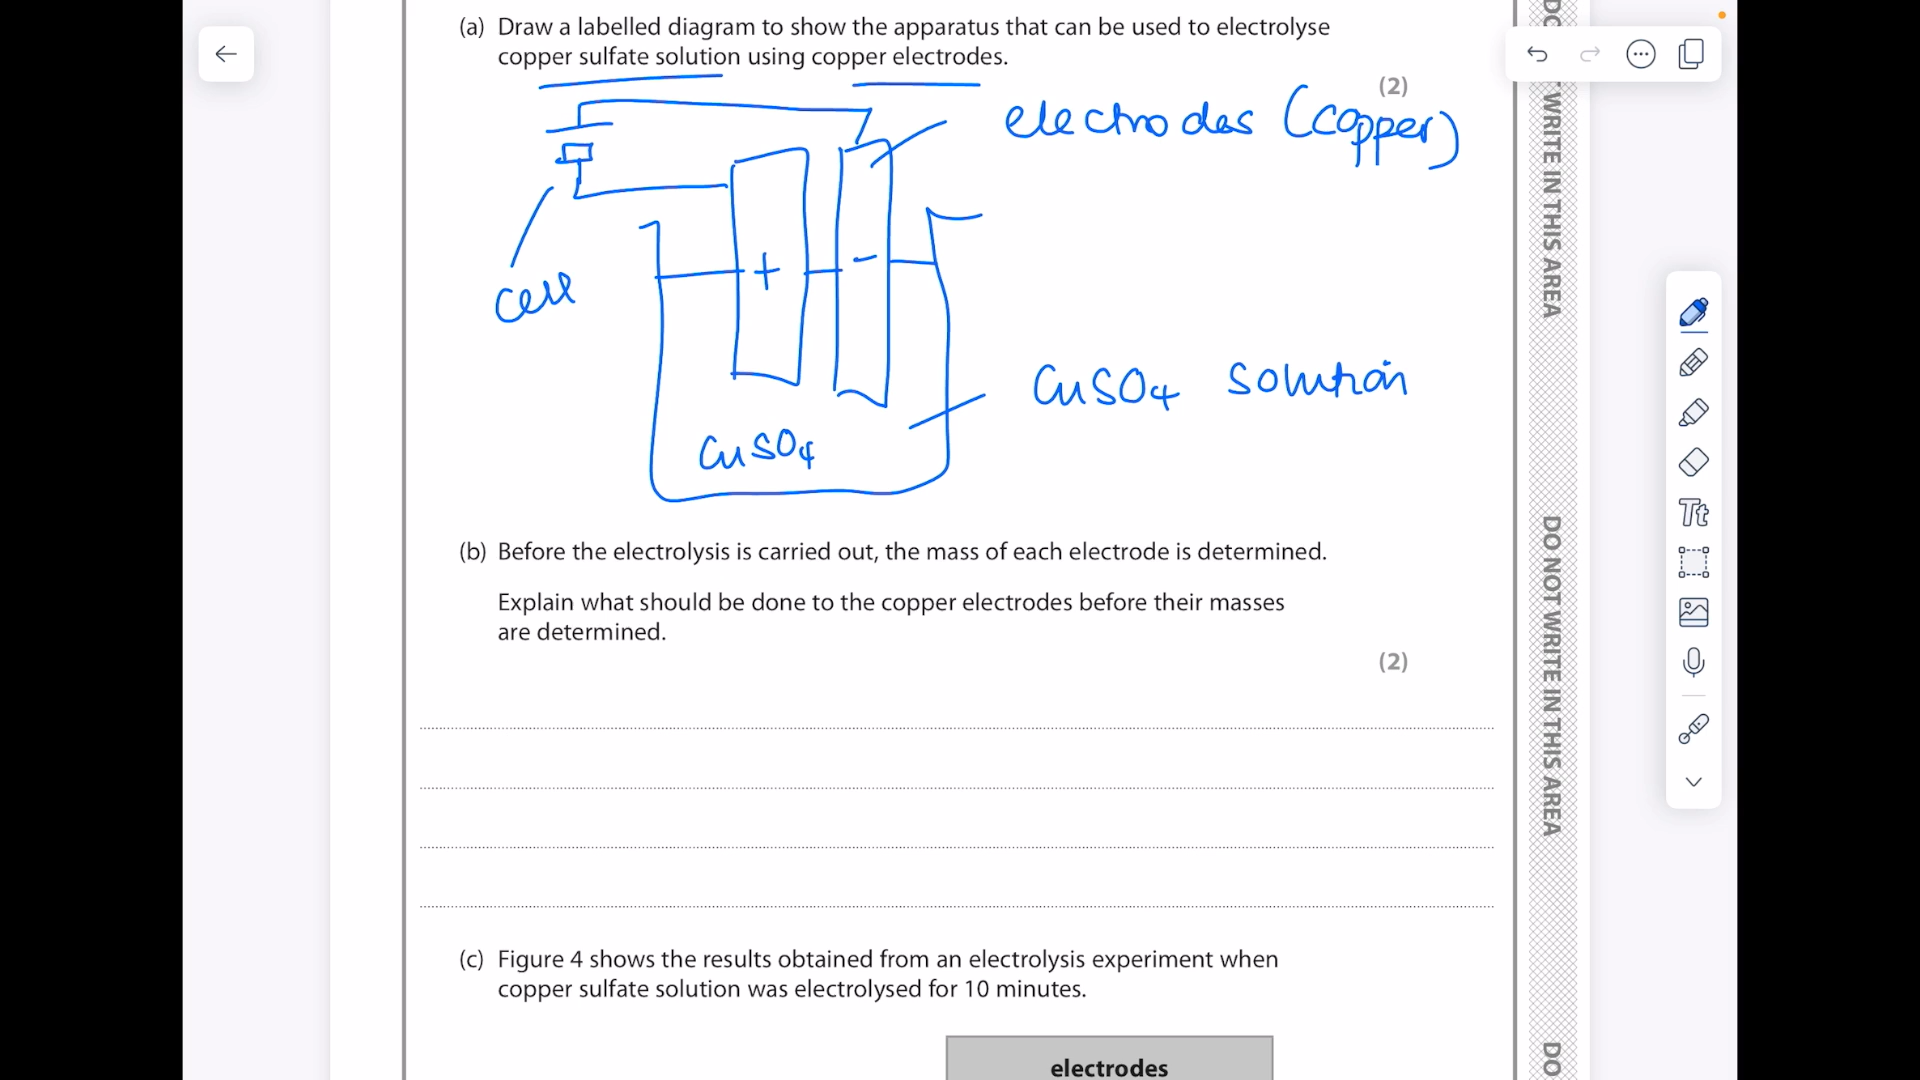 (a) Draw a labelled diagram to show the apparatus that can be used to electrolyse
copper sulfate solution using copper electrodes.
(2)
electrodes (copper)
+
-
cell
CuSO4 solution
CuSO4
(b) Before the electrolysis is carried out, the mass of each electrode is determined.
Explain what should be done to the copper electrodes before their masses
are determined.
(2)
(c) Figure 4 shows the results obtained from an electrolysis experiment when
copper sulfate solution was electrolysed for 10 minutes.
electrodes
DO
WRITE IN THIS AREA
DO NOT WRITE IN THIS AREA
DO
Tt